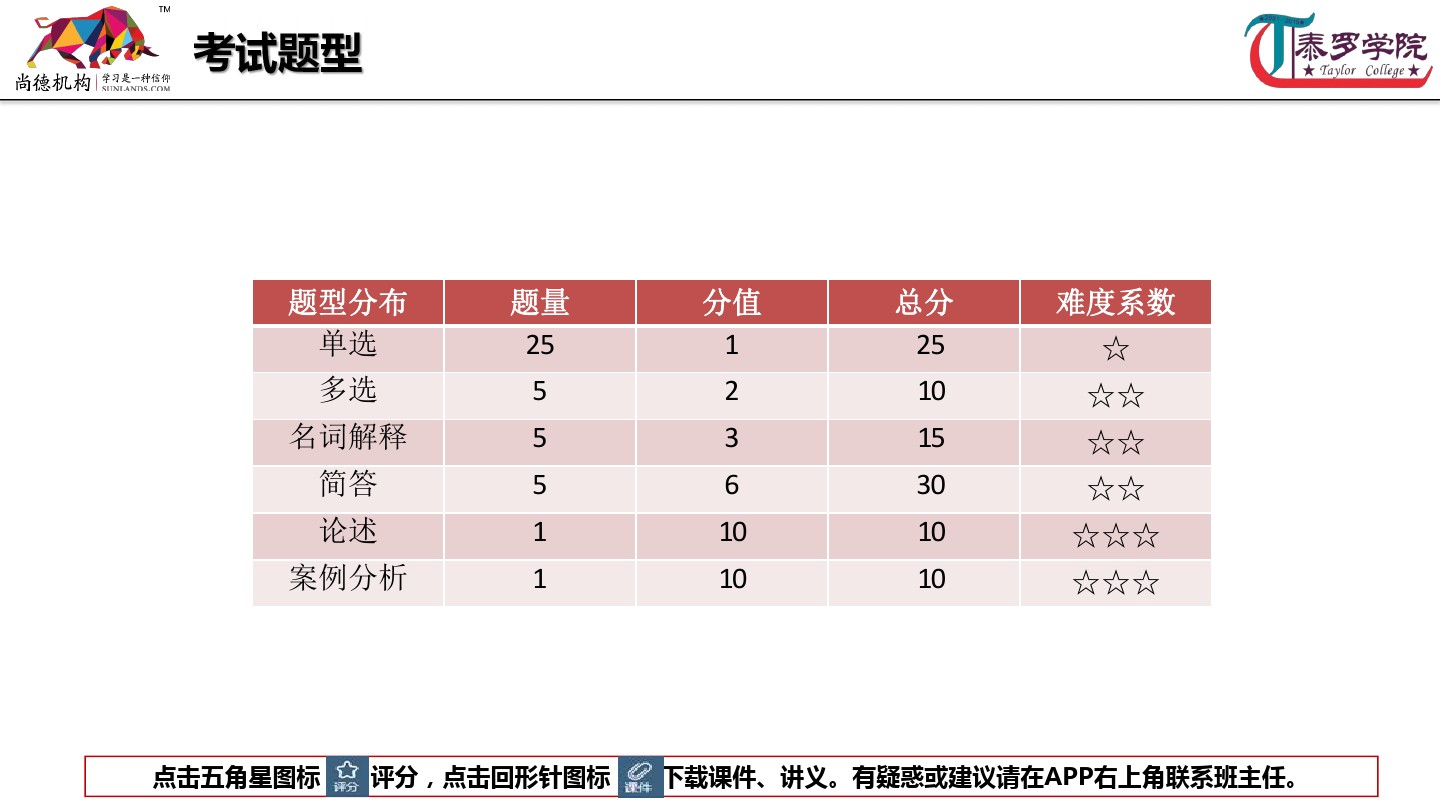 TM
尚德机构 学习是一种信仰
SUNLANDS.COM
考试题型
泰罗学院
★ Taylor College ★
题型分布 题量 分值 总分 难度系数
单选 25 1 25 ☆
多选 5 2 10 ☆☆
名词解释 5 3 15 ☆☆
简答 5 6 30 ☆☆
论述 1 10 10 ☆☆☆
案例分析 1 10 10 ☆☆☆
点击五角星图标 评分 评分，点击回形针图标 课件 下载课件、讲义。有疑惑或建议请在APP右上角联系班主任。